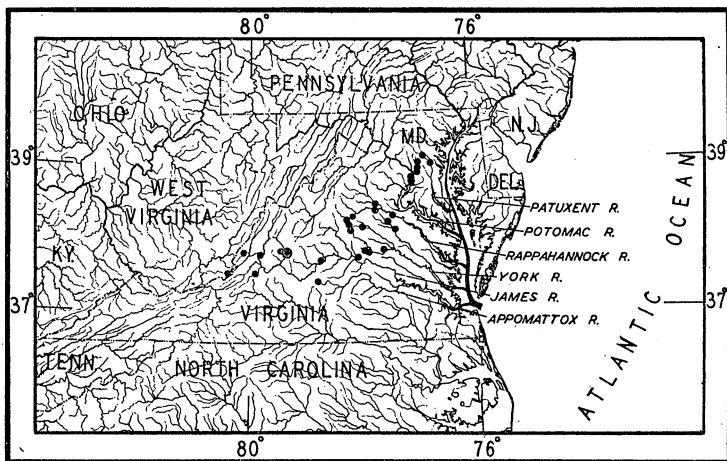 80°
76°
PENNSYLVANIA
OHIO
MD.
N.J.
39°
39°
WEST
VIRGINIA
DEL.
PATUXENT R.
POTOMAC R.
RAPPAHANNOCK R.
YORK R.
JAMES R.
APPOMATTOX R.
KY.
37°
37°
VIRGINIA
TENN.
NORTH CAROLINA
ATLANTIC
OCEAN
80°
76°